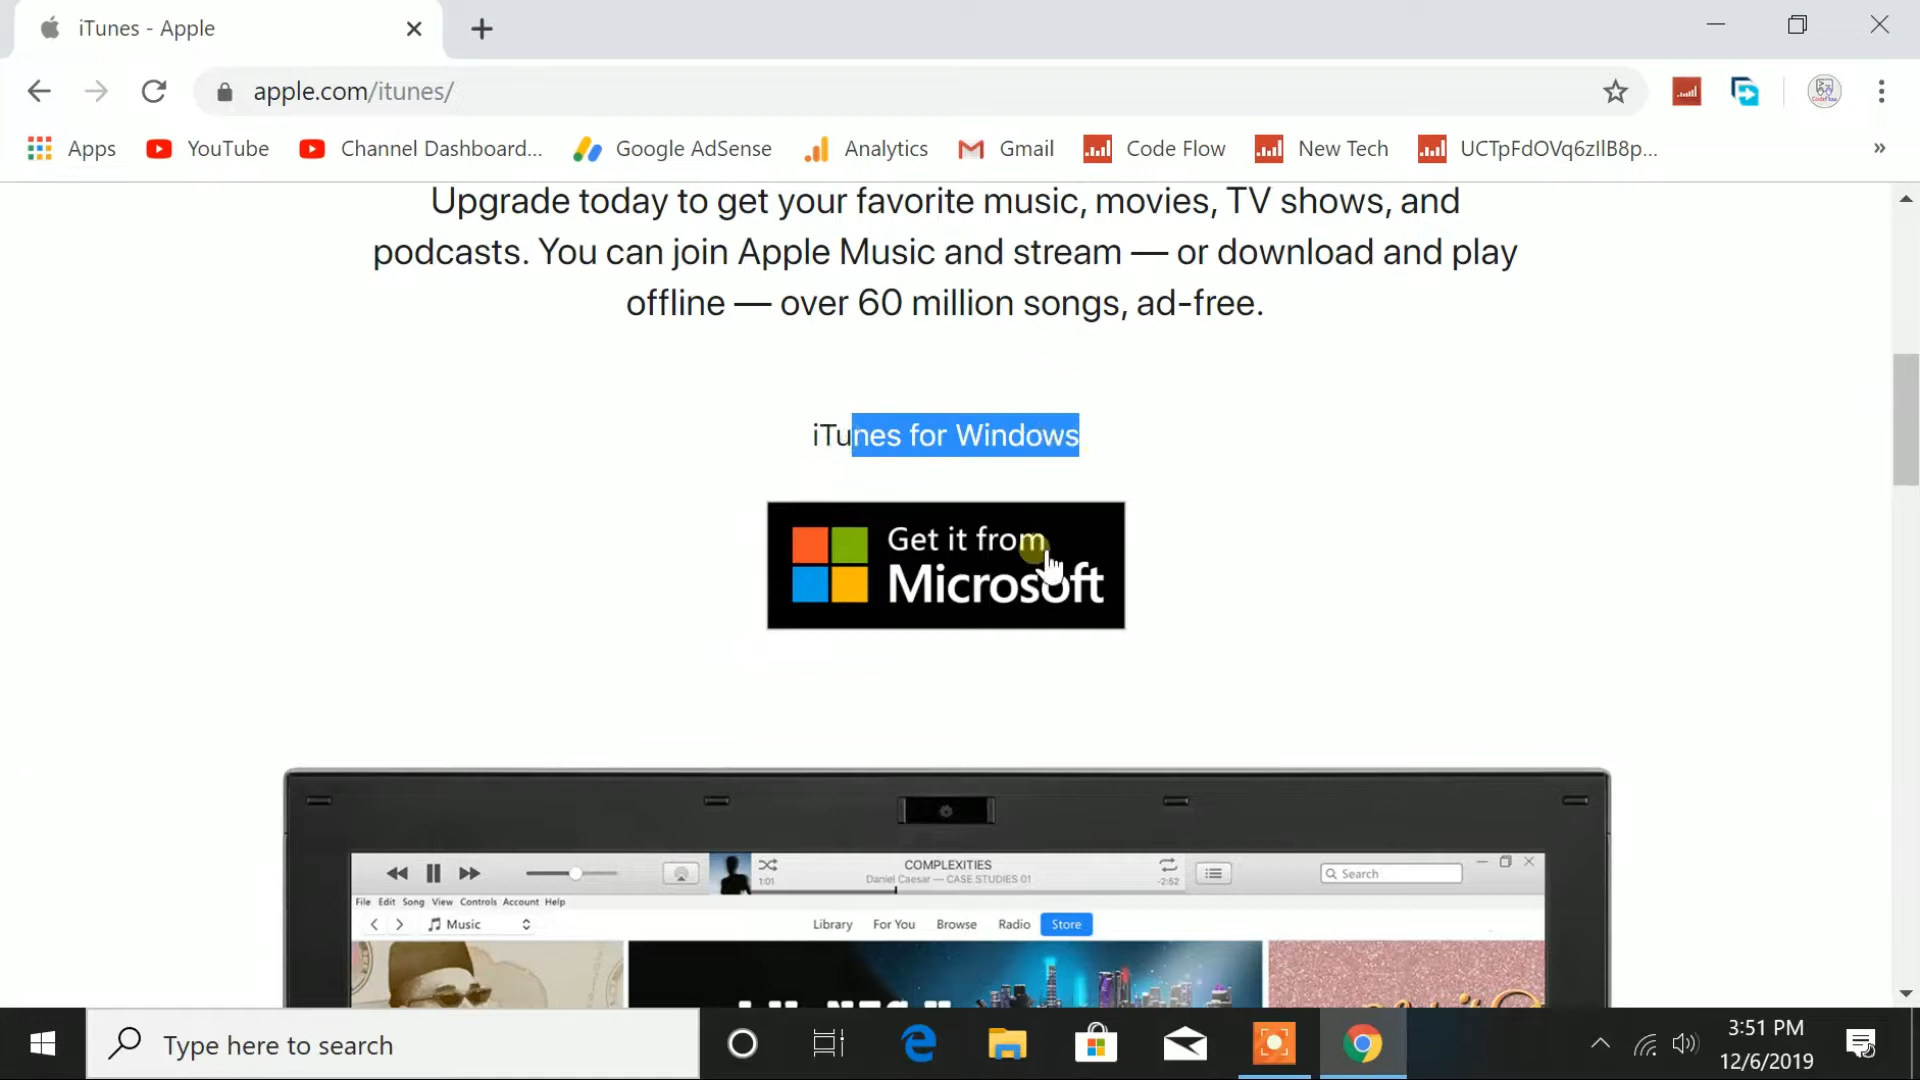 iTunes - Apple
apple.com/itunes/
Apps YouTube Channel Dashboard... Google AdSense Analytics Gmail Code Flow New Tech UCTpFdOVq6zIlB8p... »
Upgrade today to get your favorite music, movies, TV shows, and
podcasts. You can join Apple Music and stream — or download and play
offline — over 60 million songs, ad-free.
iTunes for Windows
Get it from
Microsoft
COMPLEXITIES
Daniel Caesar — CASE STUDIES 01
1:01
-2:52
Search
File Edit Song View Controls Account Help
Music
Library For You Browse Radio Store
Type here to search
3:51 PM
12/6/2019